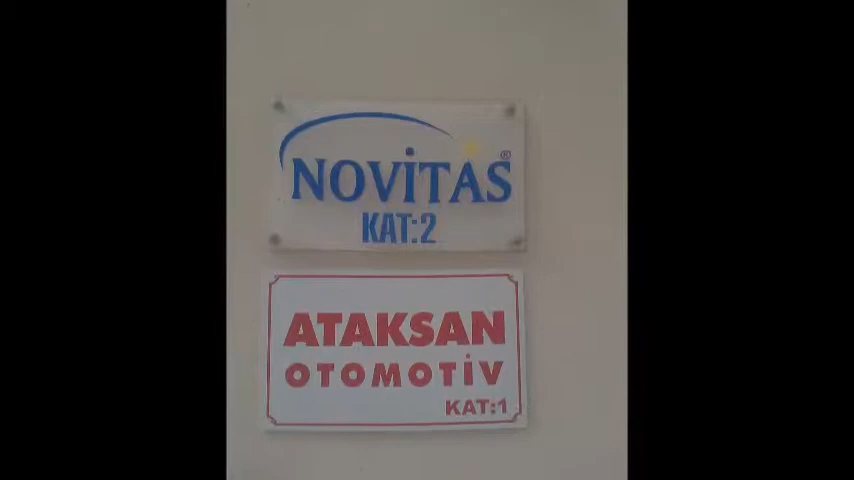 NOVİTAS®
KAT:2
ATAKSAN
OTOMOTİV
KAT:1